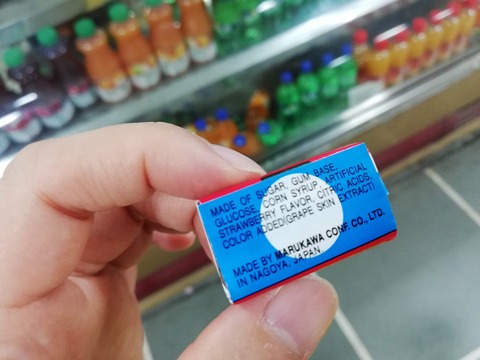 MADE OF SUGAR, GUM BASE,
GLUCOSE, CORN SYRUP, ARTIFICIAL
STRAWBERRY FLAVOR, CITRIC ACIDS,
COLOR ADDED(GRAPE SKIN EXTRACT)
MADE BY MARUKAWA CONF. CO., LTD.
IN NAGOYA, JAPAN